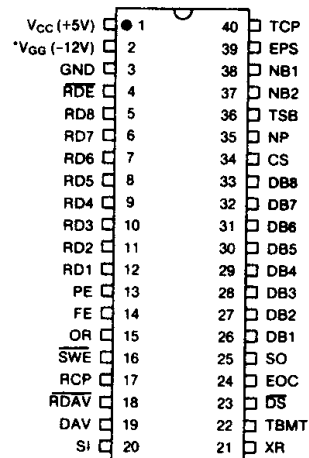 Vcc (+5V) 1 40 TCP
*VGG (-12V) 2 39 EPS
GND 3 38 NB1
R̅D̅E̅ 4 37 NB2
RD8 5 36 TSB
RD7 6 35 NP
RD6 7 34 CS
RD5 8 33 DB8
RD4 9 32 DB7
RD3 10 31 DB6
RD2 11 30 DB5
RD1 12 29 DB4
PE 13 28 DB3
FE 14 27 DB2
OR 15 26 DB1
S̅W̅E̅ 16 25 SO
RCP 17 24 EOC
R̅D̅A̅V̅ 18 23 D̅S̅
DAV 19 22 TBMT
SI 20 21 XR